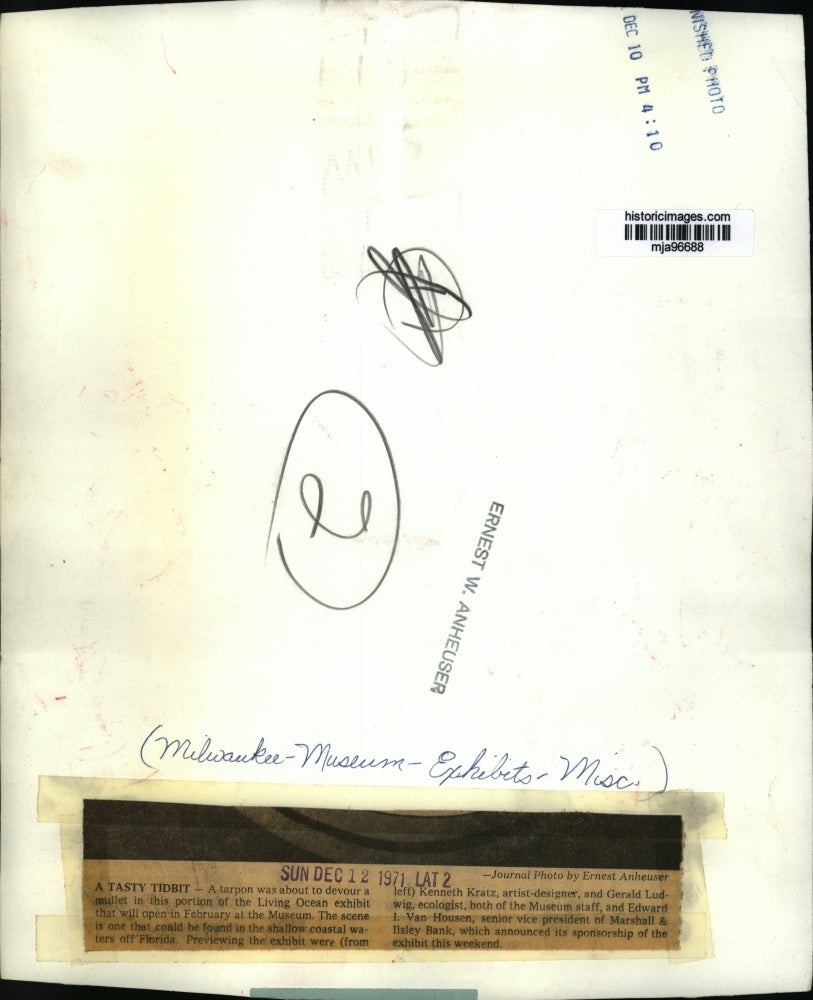 NISHED PHOTO
DEC 10 PM 4:10
historicimages.com
mja96688
2
ERNEST W. ANHEUSER
(Milwaukee-Museum-Exhibits-Misc.)
SUN DEC 12 1971 LAT 2
—Journal Photo by Ernest Anheuser
A TASTY TIDBIT — A tarpon was about to devour a
mullet in this portion of the Living Ocean exhibit
that will open in February at the Museum. The scene
is one that could be found in the shallow coastal wa-
ters off Florida. Previewing the exhibit were (from
left) Kenneth Kratz, artist-designer, and Gerald Lud-
wig, ecologist, both of the Museum staff, and Edward
I. Van Housen, senior vice president of Marshall &
Ilsley Bank, which announced its sponsorship of the
exhibit this weekend.